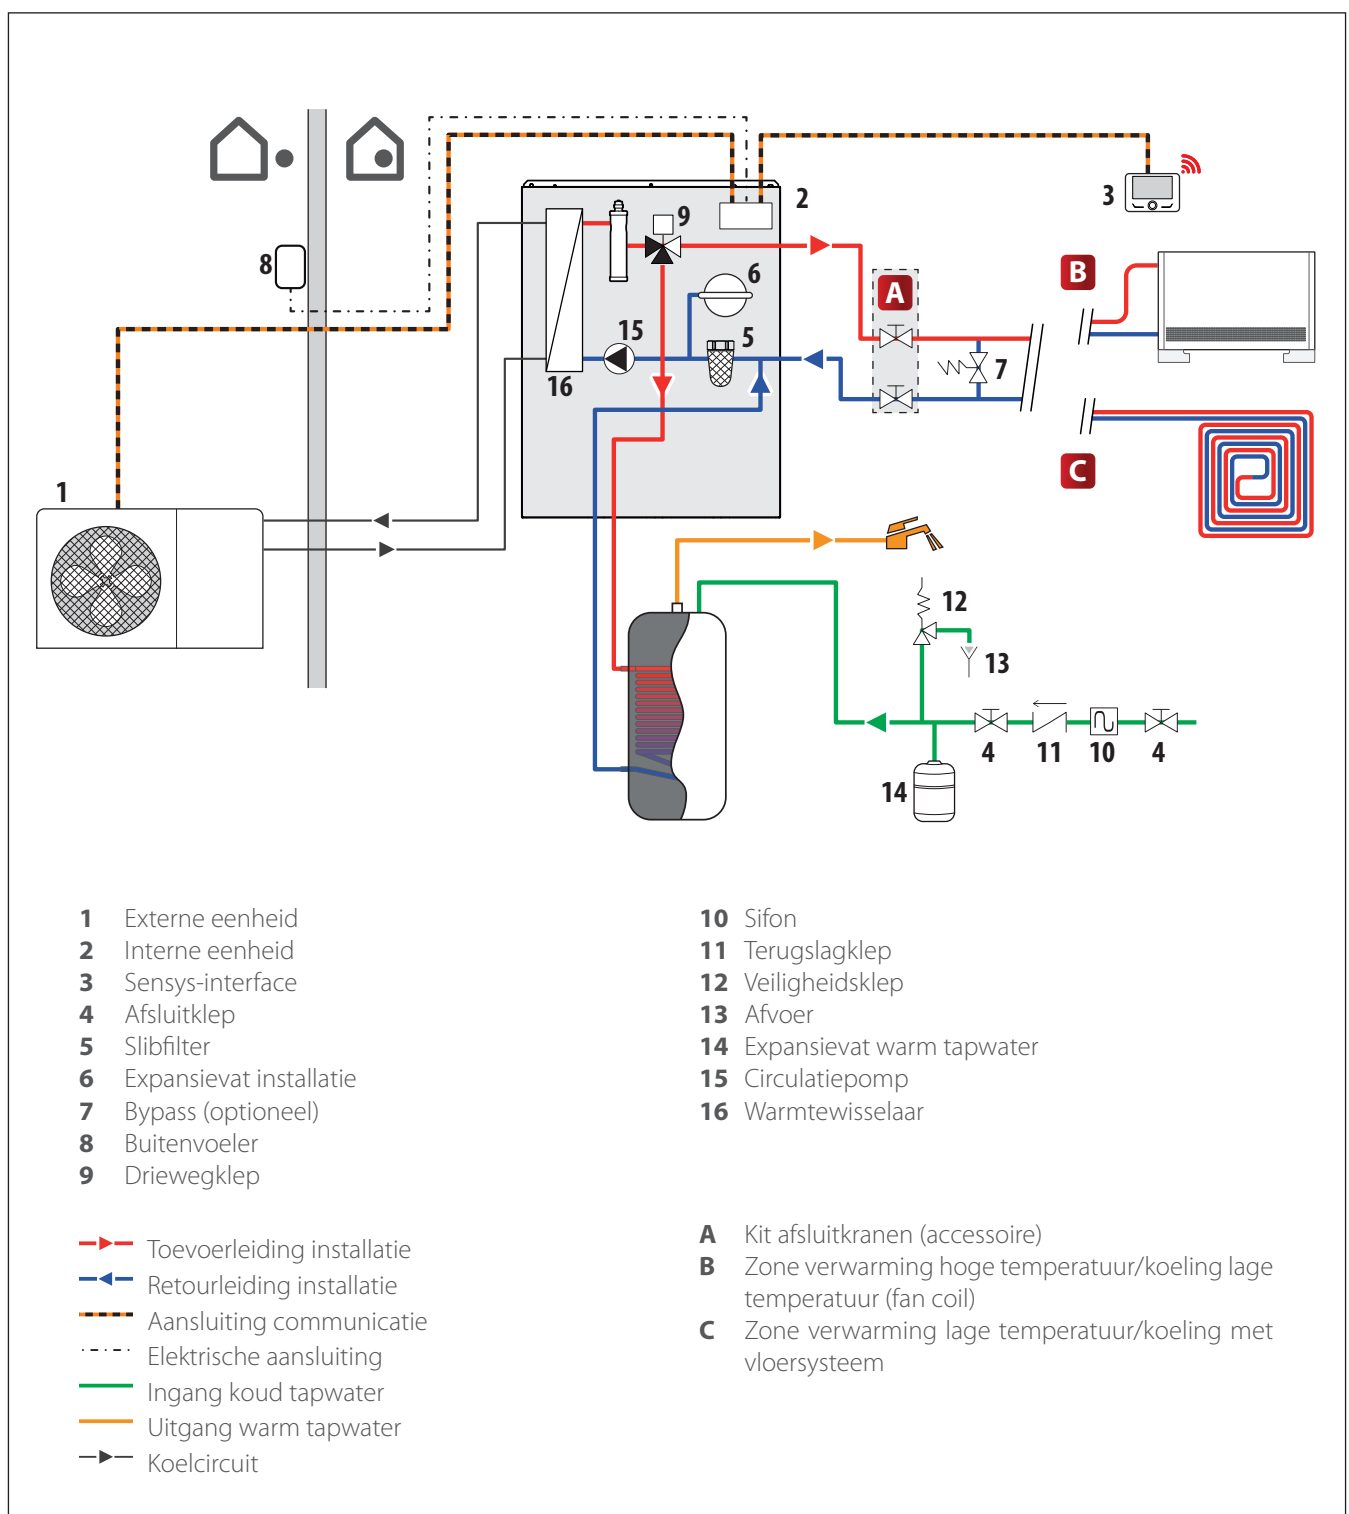 2
3
9
B
8
6
A
15
5
7
16
C
1
12
13
4
11
10
4
14
1 Externe eenheid
2 Interne eenheid
3 Sensys-interface
4 Afsluitklep
5 Slibfilter
6 Expansievat installatie
7 Bypass (optioneel)
8 Buitenvoeler
9 Driewegklep
10 Sifon
11 Terugslagklep
12 Veiligheidsklep
13 Afvoer
14 Expansievat warm tapwater
15 Circulatiepomp
16 Warmtewisselaar
Toevoerleiding installatie
Retourleiding installatie
Aansluiting communicatie
Elektrische aansluiting
Ingang koud tapwater
Uitgang warm tapwater
Koelcircuit
A Kit afsluitkranen (accessoire)
B Zone verwarming hoge temperatuur/koeling lage
temperatuur (fan coil)
C Zone verwarming lage temperatuur/koeling met
vloersysteem